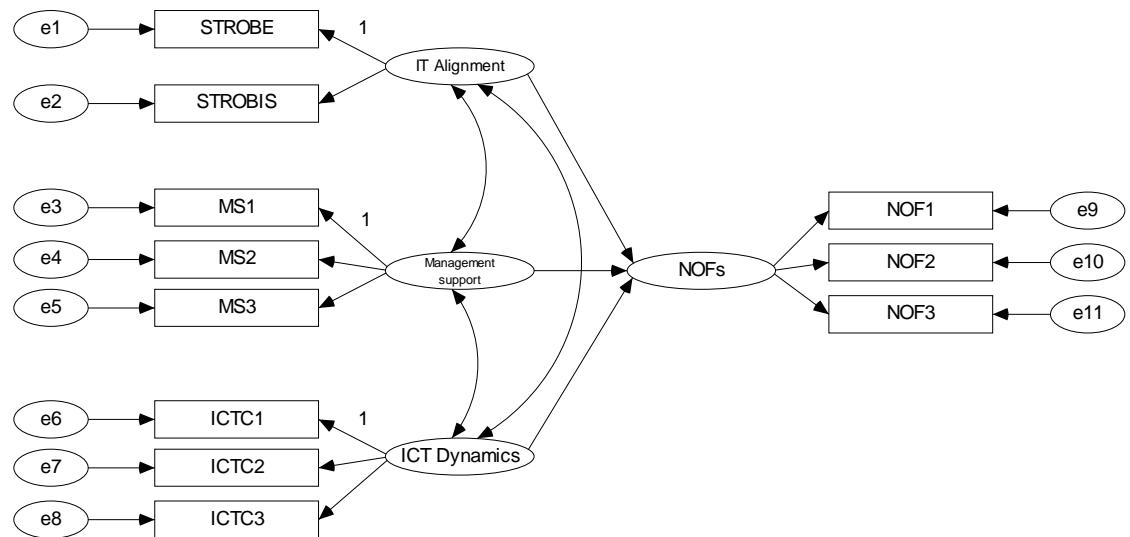 e1
STROBE
1
IT Alignment
e2
STROBIS
e3
MS1
1
e4
MS2
Management
support
e5
MS3
NOFs
NOF1
e9
NOF2
e10
NOF3
e11
e6
ICTC1
1
e7
ICTC2
ICT Dynamics
e8
ICTC3